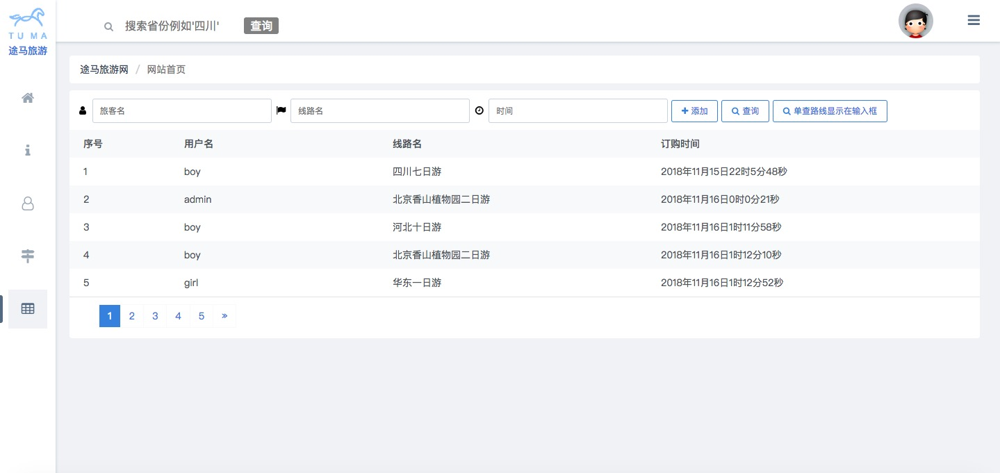 搜索省份例如'四川' 查询
TU MA
途马旅游
途马旅游网 / 网站首页
旅客名 线路名 时间 添加 查询 单查路线显示在输入框
序号 用户名 线路名 订购时间
1 boy 四川七日游 2018年11月15日22时5分48秒
2 admin 北京香山植物园二日游 2018年11月16日0时0分21秒
3 boy 河北十日游 2018年11月16日1时11分58秒
4 boy 北京香山植物园二日游 2018年11月16日1时12分10秒
5 girl 华东一日游 2018年11月16日1时12分52秒
1 2 3 4 5 »